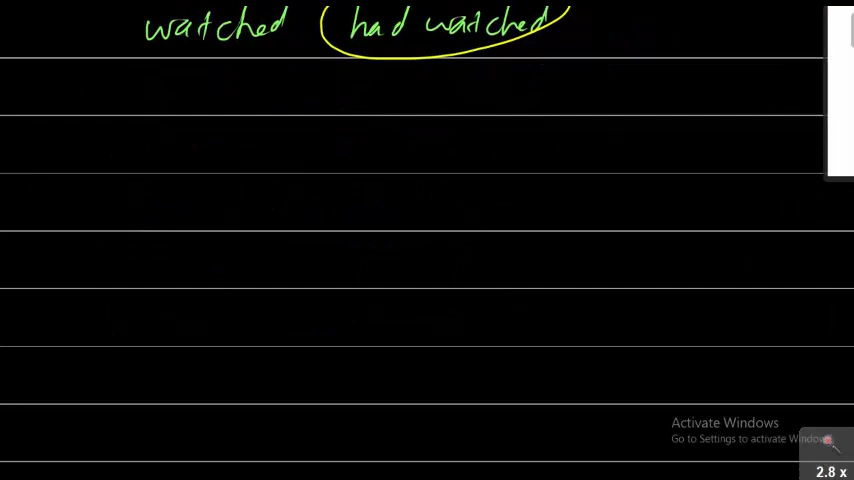 watched had watched
Activate Windows
Go to Settings to activate Windows.
2.8 x